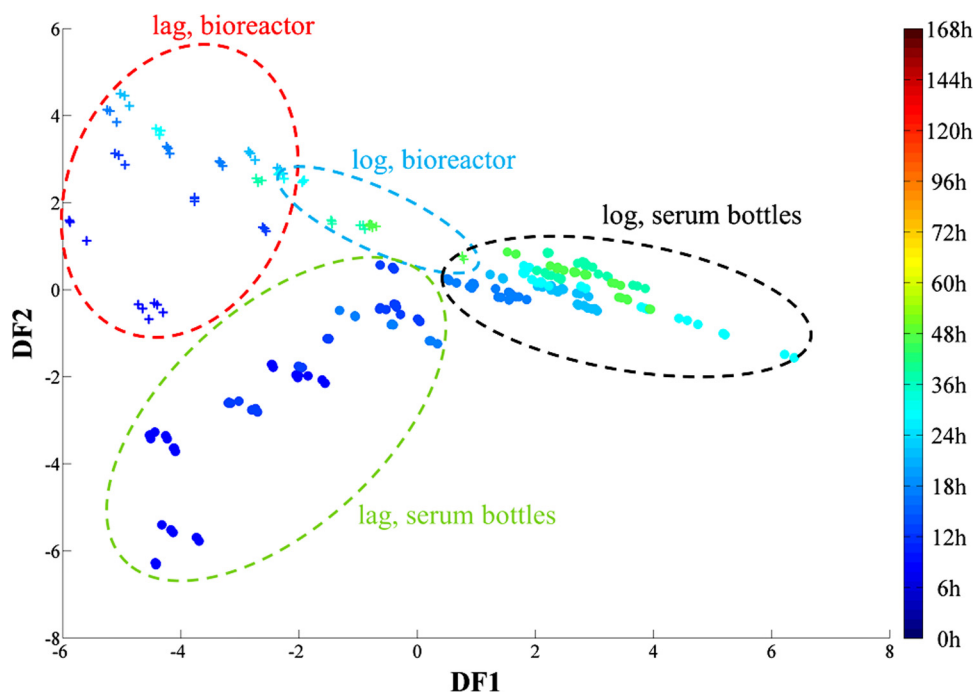 lag, bioreactor
log, bioreactor
log, serum bottles
lag, serum bottles
DF2
6
4
2
0
-2
-4
-6
-8
-6
-4
-2
0
2
4
6
8
DF1
168h
144h
120h
96h
72h
60h
48h
36h
24h
18h
12h
6h
0h